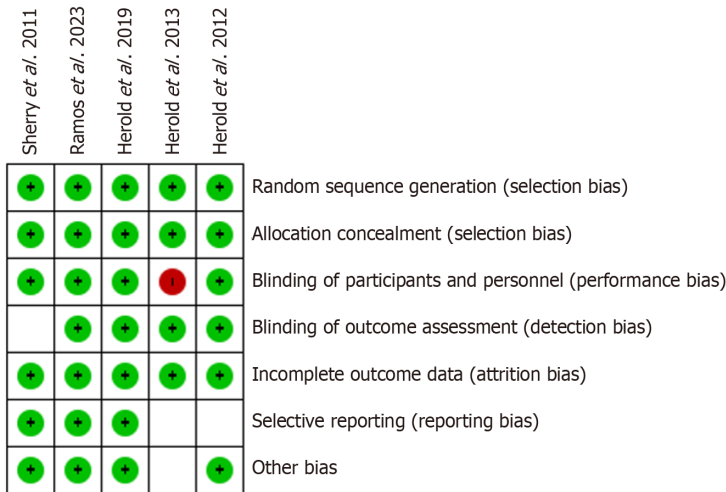 Sherry et al. 2011
Ramos et al. 2023
Herold et al. 2019
Herold et al. 2013
Herold et al. 2012
+ + + + + Random sequence generation (selection bias)
+ + + + + Allocation concealment (selection bias)
+ + + - + Blinding of participants and personnel (performance bias)
+ + + + Blinding of outcome assessment (detection bias)
+ + + + + Incomplete outcome data (attrition bias)
+ + + Selective reporting (reporting bias)
+ + + + Other bias